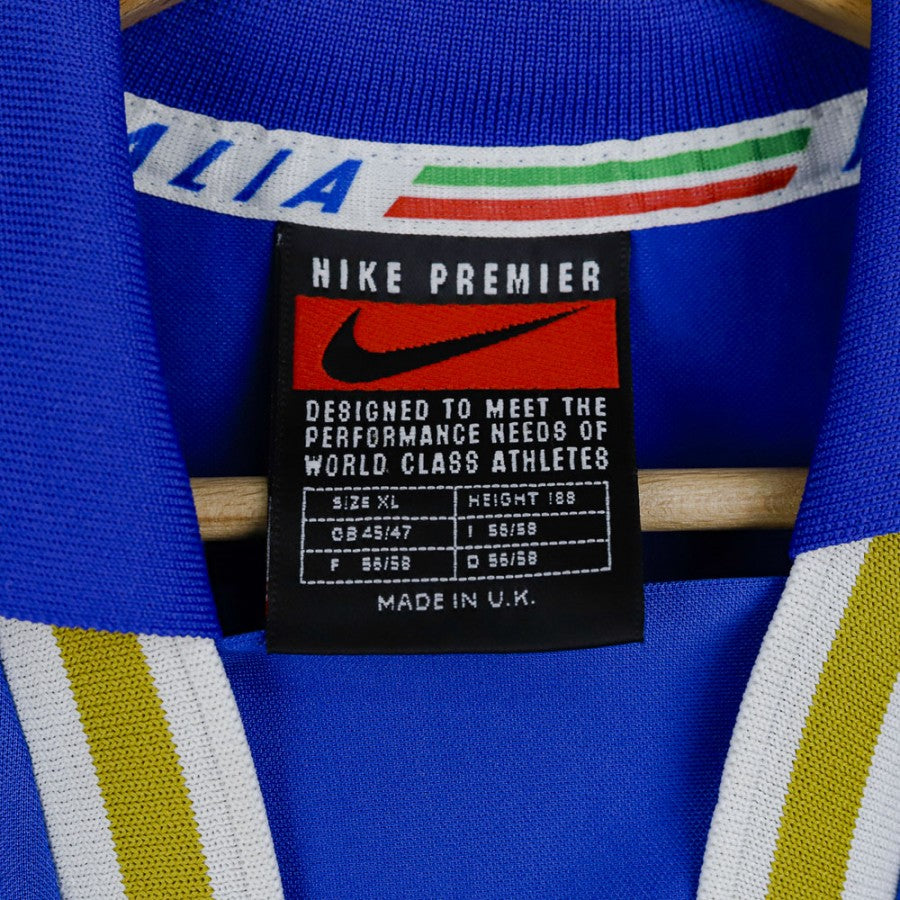 ALIA
NIKE PREMIER
DESIGNED TO MEET THE
PERFORMANCE NEEDS OF
WORLD CLASS ATHLETES
SIZE XL HEIGHT 188
GB 45/47 I 56/58
F 56/58 D 56/58
MADE IN U.K.